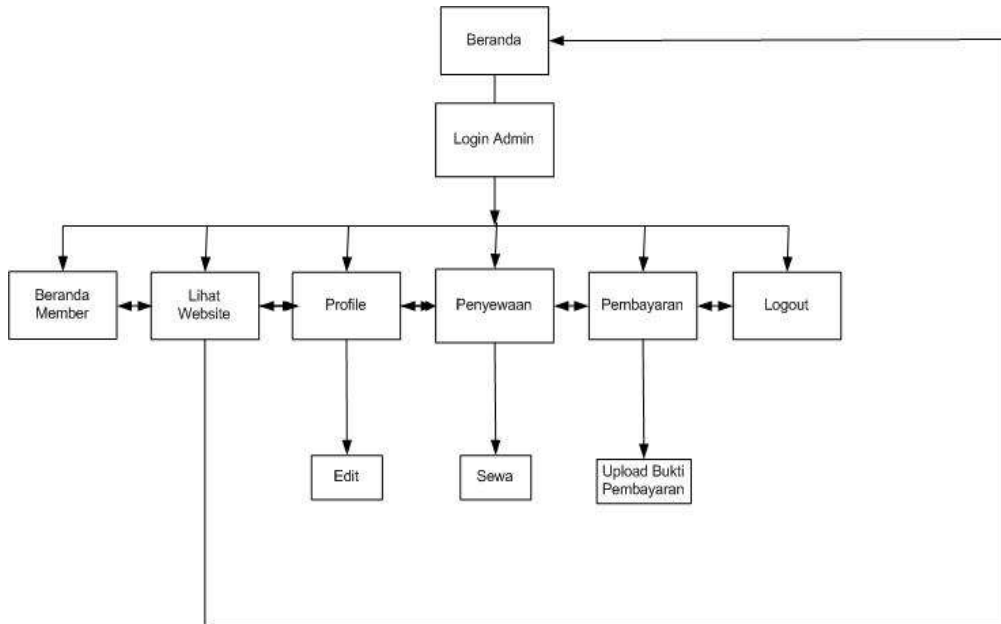 Beranda
Login Admin
Beranda
Member
Lihat
Website
Profile
Penyewaan
Pembayaran
Logout
Edit
Sewa
Upload Bukti
Pembayaran